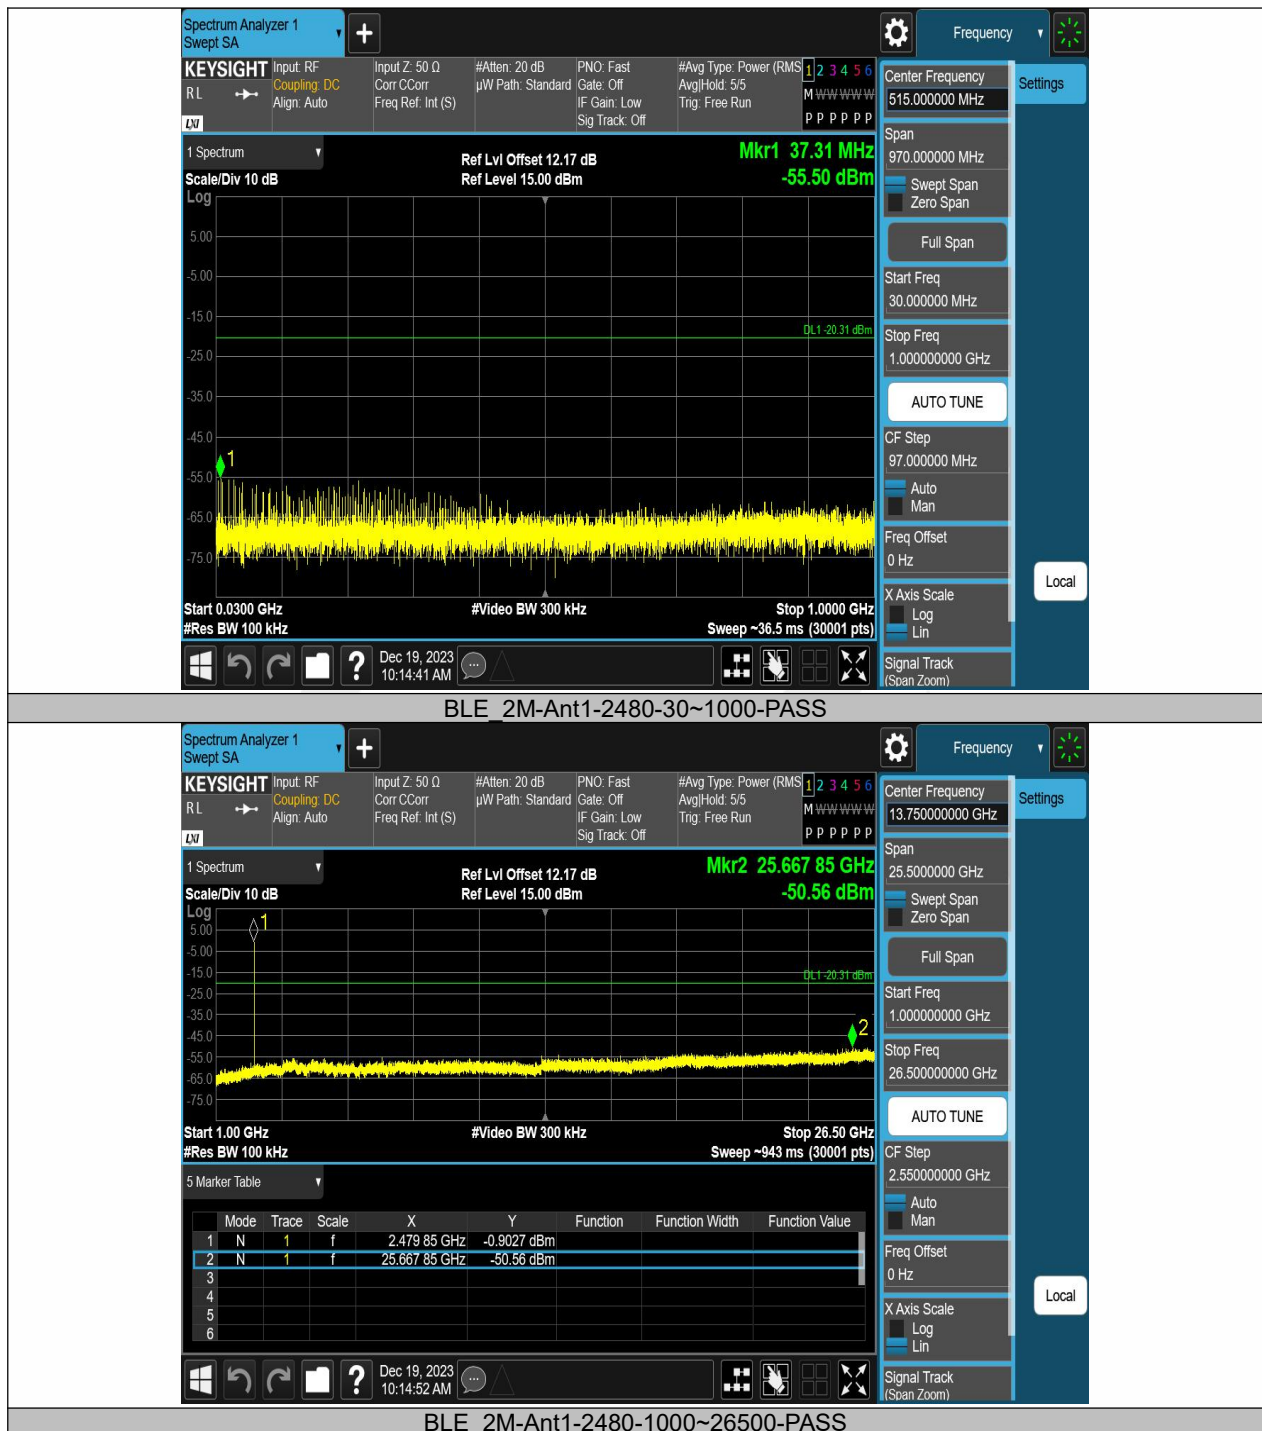 Spectrum Analyzer 1
Swept SA
Frequency
KEYSIGHT
RL
LXI
Input: RF
Coupling: DC
Align: Auto
Input Z: 50 Ω
Corr CCorr
Freq Ref: Int (S)
#Atten: 20 dB
µW Path: Standard
PNO: Fast
Gate: Off
IF Gain: Low
Sig Track: Off
#Avg Type: Power (RMS
Avg|Hold: 5/5
Trig: Free Run
1 2 3 4 5 6
M W W W W W
P P P P P P
1 Spectrum
Scale/Div 10 dB
Ref Lvl Offset 12.17 dB
Ref Level 15.00 dBm
Mkr1 37.31 MHz
-55.50 dBm
Log
5.00
-5.00
-15.0
DL1 -20.31 dBm
-25.0
-35.0
-45.0
1
-55.0
-65.0
-75.0
Start 0.0300 GHz
#Video BW 300 kHz
Stop 1.0000 GHz
#Res BW 100 kHz
Sweep ~36.5 ms (30001 pts)
?
Dec 19, 2023
10:14:41 AM
Center Frequency
515.000000 MHz
Settings
Span
970.000000 MHz
Swept Span
Zero Span
Full Span
Start Freq
30.000000 MHz
Stop Freq
1.000000000 GHz
AUTO TUNE
CF Step
97.000000 MHz
Auto
Man
Freq Offset
0 Hz
Local
X Axis Scale
Log
Lin
Signal Track
(Span Zoom)
BLE_2M-Ant1-2480-30~1000-PASS
Spectrum Analyzer 1
Swept SA
Frequency
KEYSIGHT
RL
LXI
Input: RF
Coupling: DC
Align: Auto
Input Z: 50 Ω
Corr CCorr
Freq Ref: Int (S)
#Atten: 20 dB
µW Path: Standard
PNO: Fast
Gate: Off
IF Gain: Low
Sig Track: Off
#Avg Type: Power (RMS
Avg|Hold: 5/5
Trig: Free Run
1 2 3 4 5 6
M W W W W W
P P P P P P
1 Spectrum
Scale/Div 10 dB
Ref Lvl Offset 12.17 dB
Ref Level 15.00 dBm
Mkr2 25.667 85 GHz
-50.56 dBm
Log
1
5.00
-5.00
-15.0
DL1 -20.31 dBm
-25.0
-35.0
2
-45.0
-55.0
-65.0
-75.0
Start 1.00 GHz
#Video BW 300 kHz
Stop 26.50 GHz
#Res BW 100 kHz
Sweep ~943 ms (30001 pts)
5 Marker Table
Mode Trace Scale X Y Function Function Width Function Value
1 N 1 f 2.479 85 GHz -0.9027 dBm
2 N 1 f 25.667 85 GHz -50.56 dBm
3
4
5
6
?
Dec 19, 2023
10:14:52 AM
Center Frequency
13.750000000 GHz
Settings
Span
25.5000000 GHz
Swept Span
Zero Span
Full Span
Start Freq
1.000000000 GHz
Stop Freq
26.500000000 GHz
AUTO TUNE
CF Step
2.550000000 GHz
Auto
Man
Freq Offset
0 Hz
Local
X Axis Scale
Log
Lin
Signal Track
(Span Zoom)
BLE_2M-Ant1-2480-1000~26500-PASS